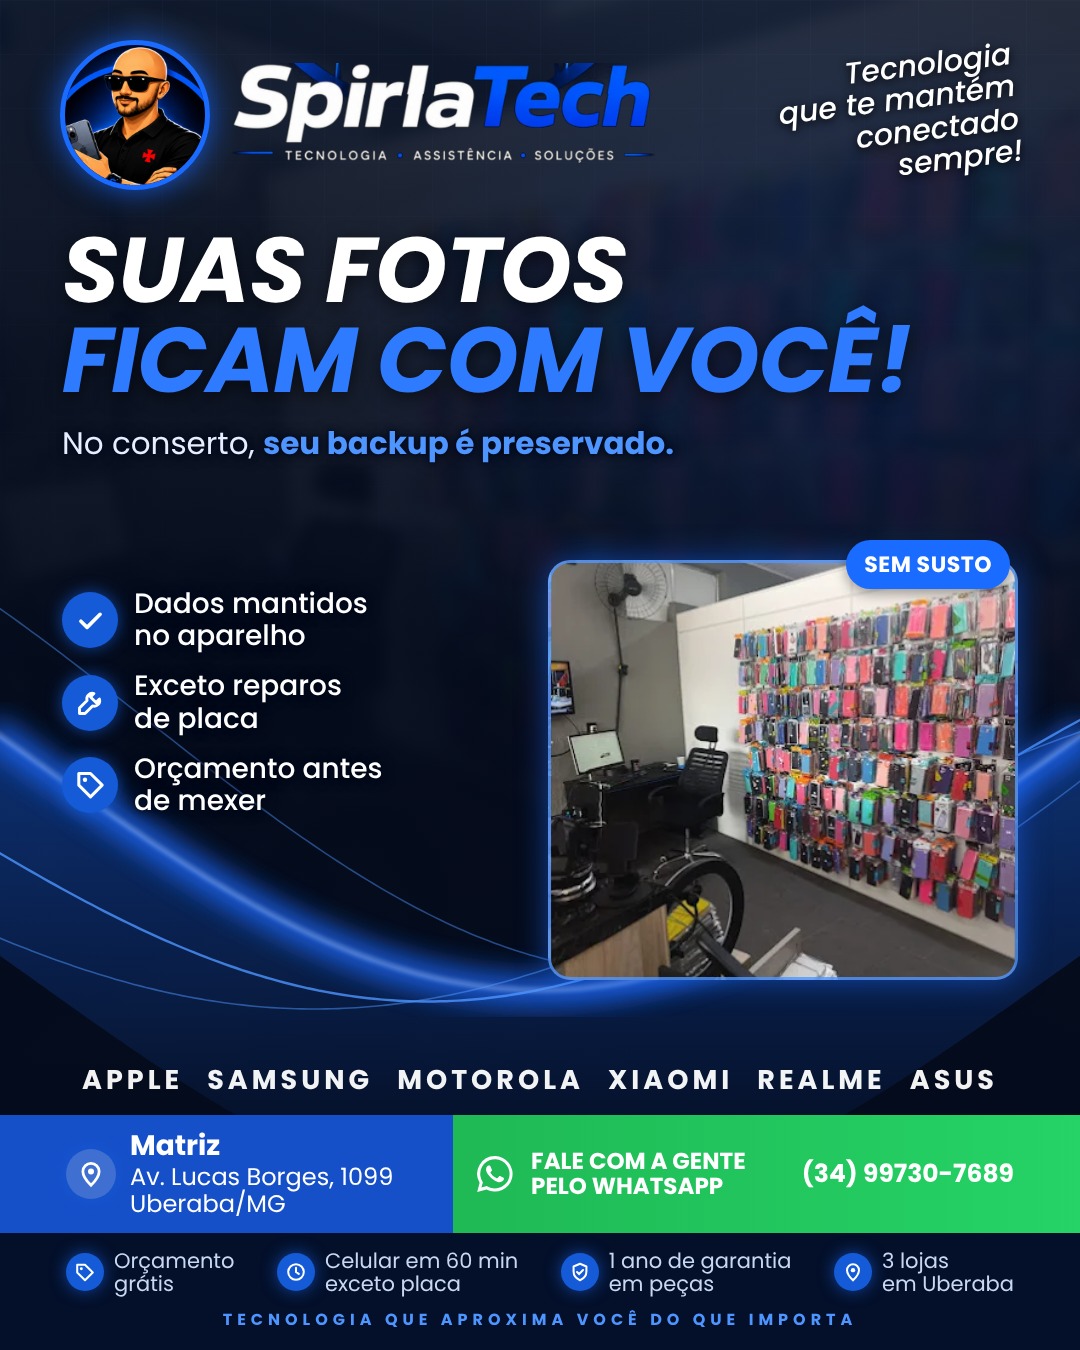 SpirlaTech
TECNOLOGIA • ASSISTÊNCIA • SOLUÇÕES
Tecnologia
que te mantém
conectado
sempre!
SUAS FOTOS
FICAM COM VOCÊ!
No conserto, seu backup é preservado.
SEM SUSTO
Dados mantidos
no aparelho
Exceto reparos
de placa
Orçamento antes
de mexer
APPLE SAMSUNG MOTOROLA XIAOMI REALME ASUS
Matriz
Av. Lucas Borges, 1099
Uberaba/MG
FALE COM A GENTE
PELO WHATSAPP
(34) 99730-7689
Orçamento
grátis
Celular em 60 min
exceto placa
1 ano de garantia
em peças
3 lojas
em Uberaba
TECNOLOGIA QUE APROXIMA VOCÊ DO QUE IMPORTA